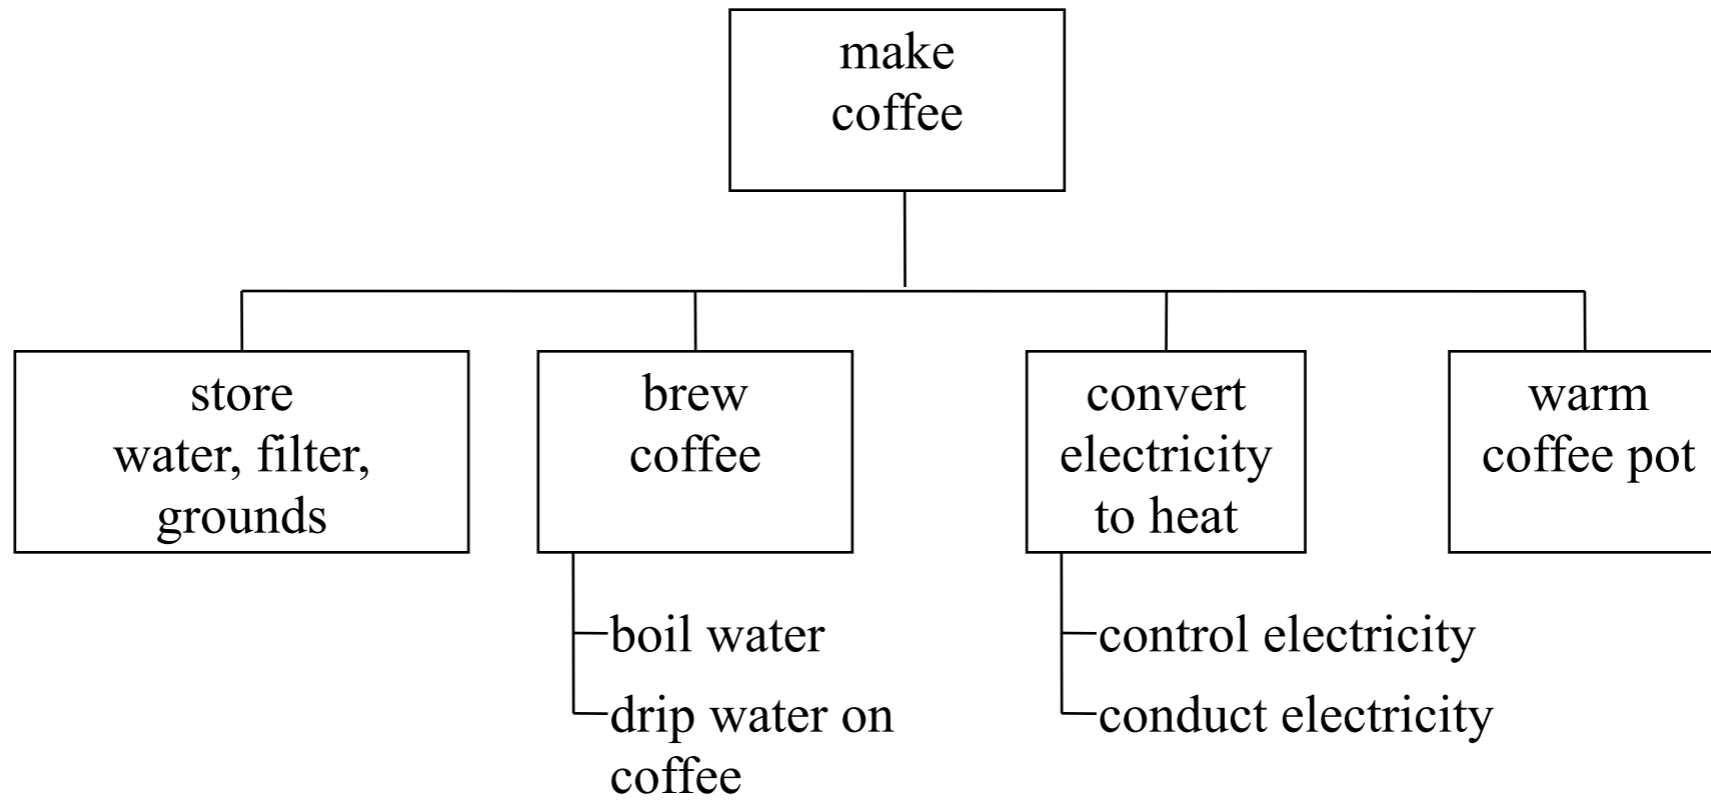 make
coffee
store
water, filter,
grounds
brew
coffee
convert
electricity
to heat
warm
coffee pot
boil water
drip water on
coffee
control electricity
conduct electricity